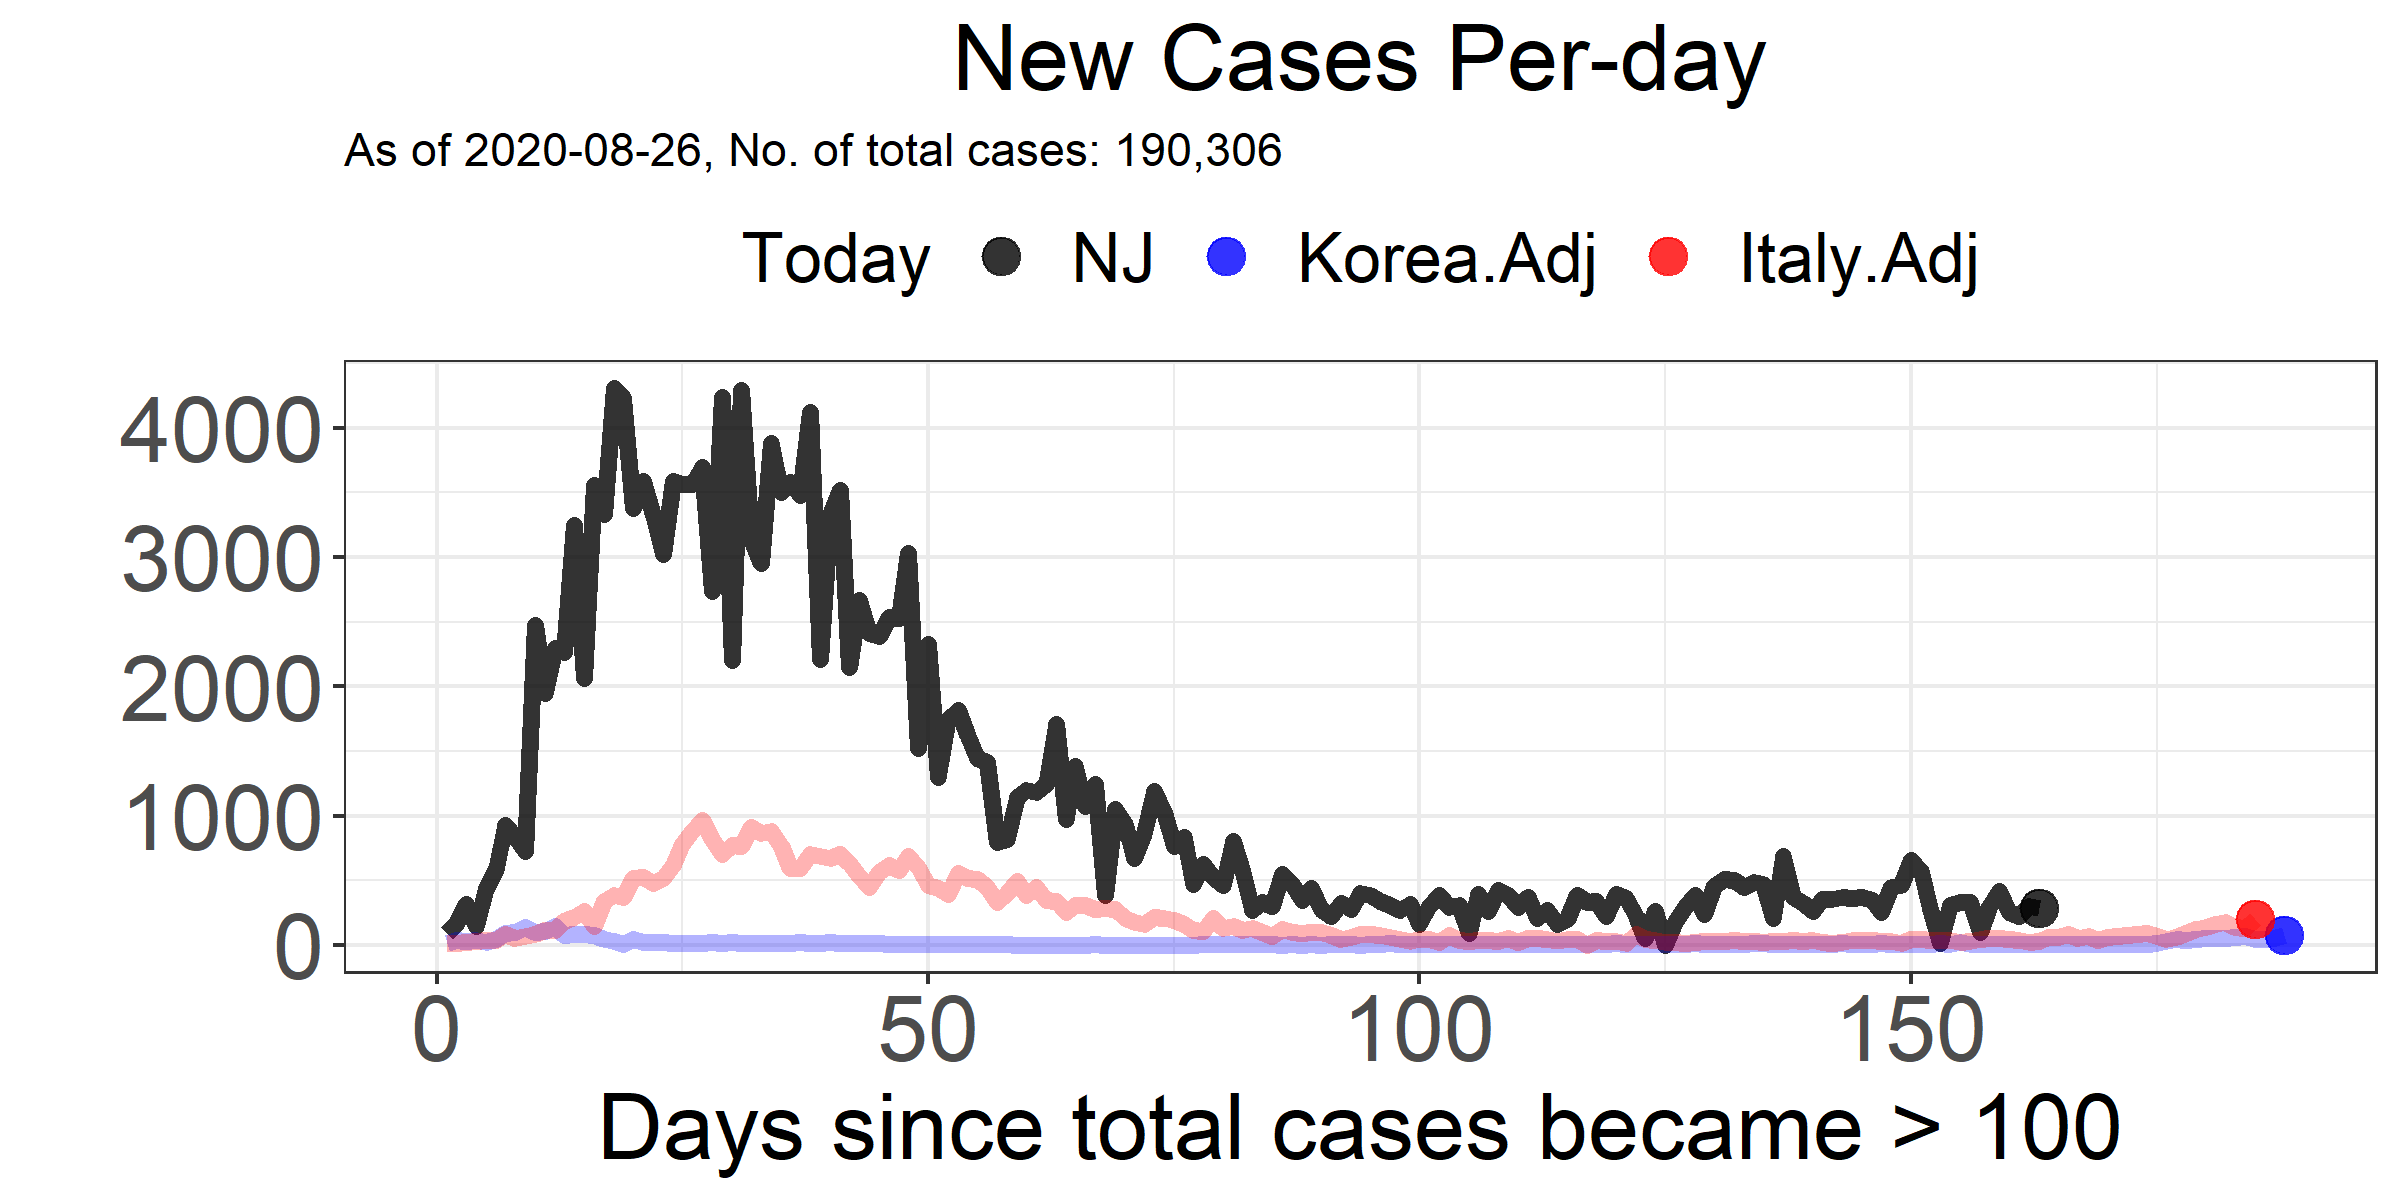 New Cases Per-day
As of 2020-08-26, No. of total cases: 190,306
Today NJ Korea.Adj Italy.Adj
4000
3000
2000
1000
0
0 50 100 150
Days since total cases became > 100